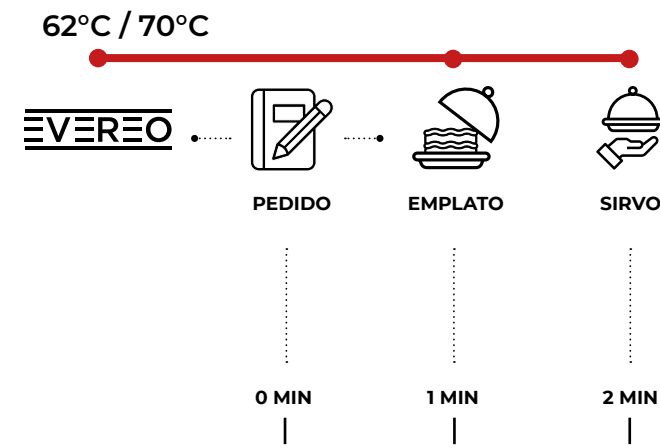 62°C / 70°C
EVEREO
PEDIDO EMPLATO SIRVO
0 MIN 1 MIN 2 MIN